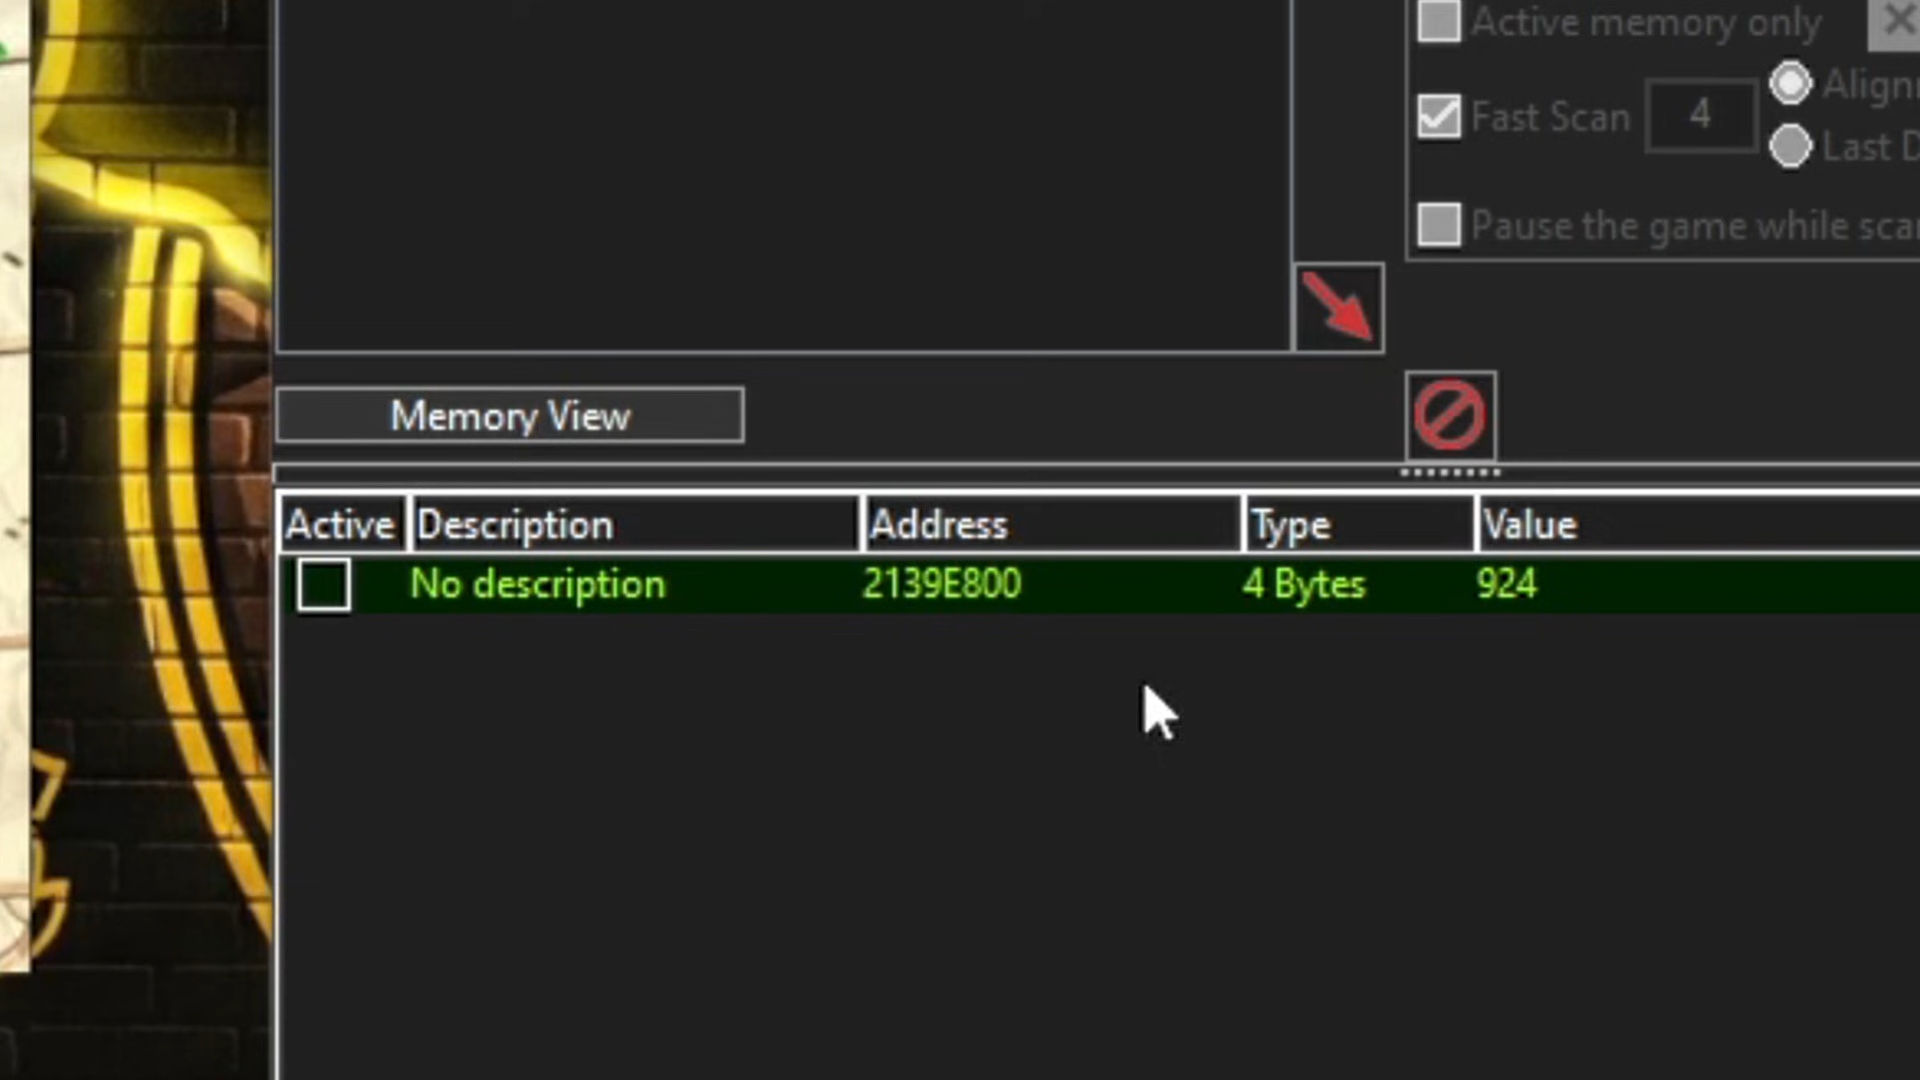 Active memory only
Fast Scan 4
Pause the game while
Memory View
Active Description Address Type Value
No description 2139E800 4 Bytes 924